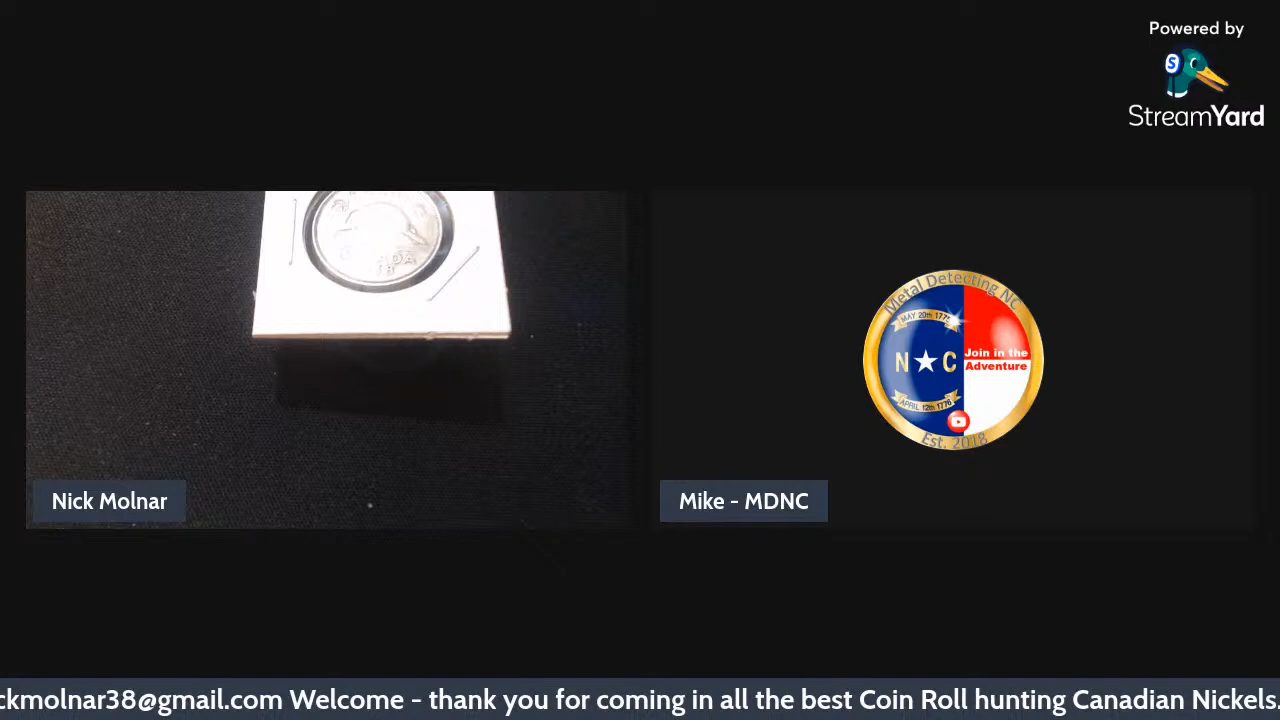 Powered by
StreamYard
Metal Detecting NC
MAY 20th 1775
N C
Join in the
Adventure
APRIL 12th 1776
Est. 2018
Nick Molnar
Mike - MDNC
ckmolnar38@gmail.com Welcome - thank you for coming in all the best Coin Roll hunting Canadian Nickels.